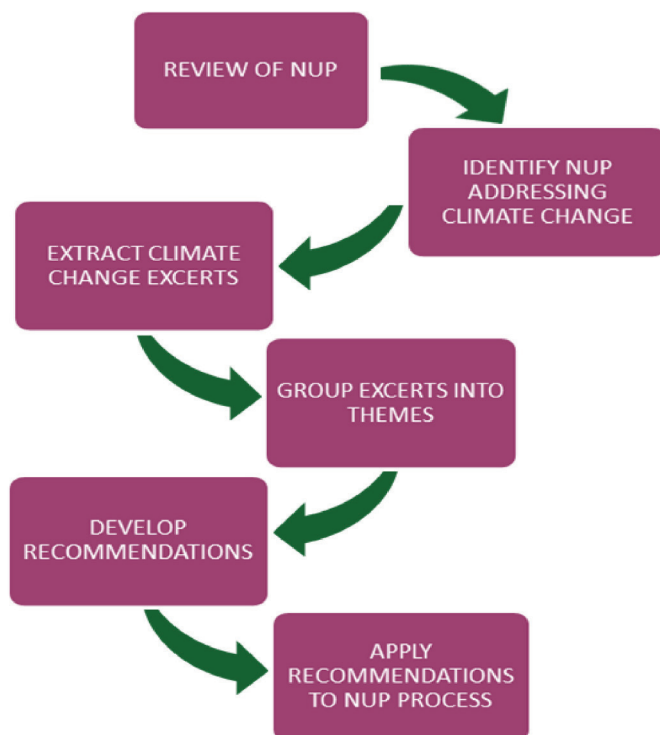 REVIEW OF NUP
IDENTIFY NUP
ADDRESSING
CLIMATE CHANGE
EXTRACT CLIMATE
CHANGE EXCERTS
GROUP EXCERTS INTO
THEMES
DEVELOP
RECOMMENDATIONS
APPLY
RECOMMENDATIONS
TO NUP PROCESS